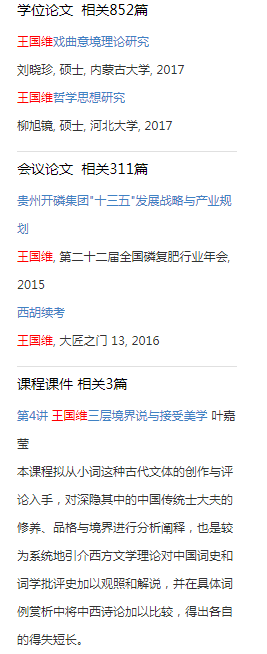 学位论文 相关852篇
王国维戏曲意境理论研究
刘晓珍, 硕士, 内蒙古大学, 2017
王国维哲学思想研究
柳旭镜, 硕士, 河北大学, 2017
会议论文 相关311篇
贵州开磷集团"十三五"发展战略与产业规
划
王国维, 第二十二届全国磷复肥行业年会,
2015
西胡续考
王国维, 大匠之门 13, 2016
课程课件 相关3篇
第4讲 王国维三层境界说与接受美学 叶嘉
莹
本课程拟从小词这种古代文体的创作与评
论入手，对深隐其中的中国传统士大夫的
修养、品格与境界进行分析阐释，也是较
为系统地引介西方文学理论对中国词史和
词学批评史加以观照和解说，并在具体词
例赏析中将中西诗论加以比较，得出各自
的得失短长。